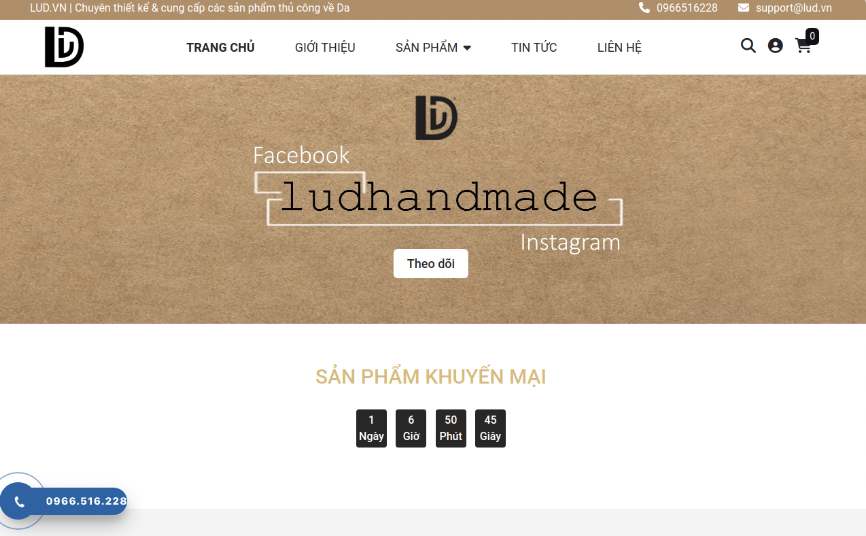 LUD.VN | Chuyên thiết kế & cung cấp các sản phẩm thủ công về Da
0966516228
support@lud.vn
LUD
TRANG CHỦ
GIỚI THIỆU
SẢN PHẨM
TIN TỨC
LIÊN HỆ
0
LUD
Facebook
ludhandmade
Instagram
Theo dõi
SẢN PHẨM KHUYẾN MẠI
1 6 50 45
Ngày Giờ Phút Giây
0966.516.228